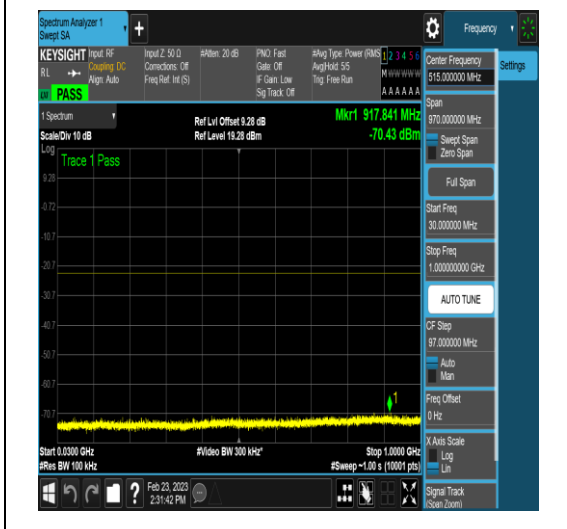 Spectrum Analyzer 1
Swept SA
+
Frequency
KEYSIGHT
RL
PASS
Input: RF
Coupling: DC
Align: Auto
Input Z: 50 Ω
Corrections: Off
Freq Ref: Int (S)
#Atten: 20 dB
PNO: Fast
Gate: Off
IF Gain: Low
Sig Track: Off
#Avg Type: Power (RMS
Avg|Hold: 5/5
Trig: Free Run
1 2 3 4 5 6
M W W W W W
A A A A A A
1 Spectrum
Scale/Div 10 dB
Ref Lvl Offset 9.28 dB
Ref Level 19.28 dBm
Mkr1 917.841 MHz
-70.43 dBm
Log
Trace 1 Pass
9.28
-0.72
-10.7
-20.7
-30.7
-40.7
-50.7
-60.7
-70.7
1
Start 0.0300 GHz
#Res BW 100 kHz
#Video BW 300 kHz*
Stop 1.0000 GHz
#Sweep ~1.00 s (10001 pts)
?
Feb 23, 2023
2:31:42 PM
Center Frequency
515.000000 MHz
Settings
Span
970.000000 MHz
Swept Span
Zero Span
Full Span
Start Freq
30.000000 MHz
Stop Freq
1.000000000 GHz
AUTO TUNE
CF Step
97.000000 MHz
Auto
Man
Freq Offset
0 Hz
X Axis Scale
Log
Lin
Signal Track
(Span Zoom)